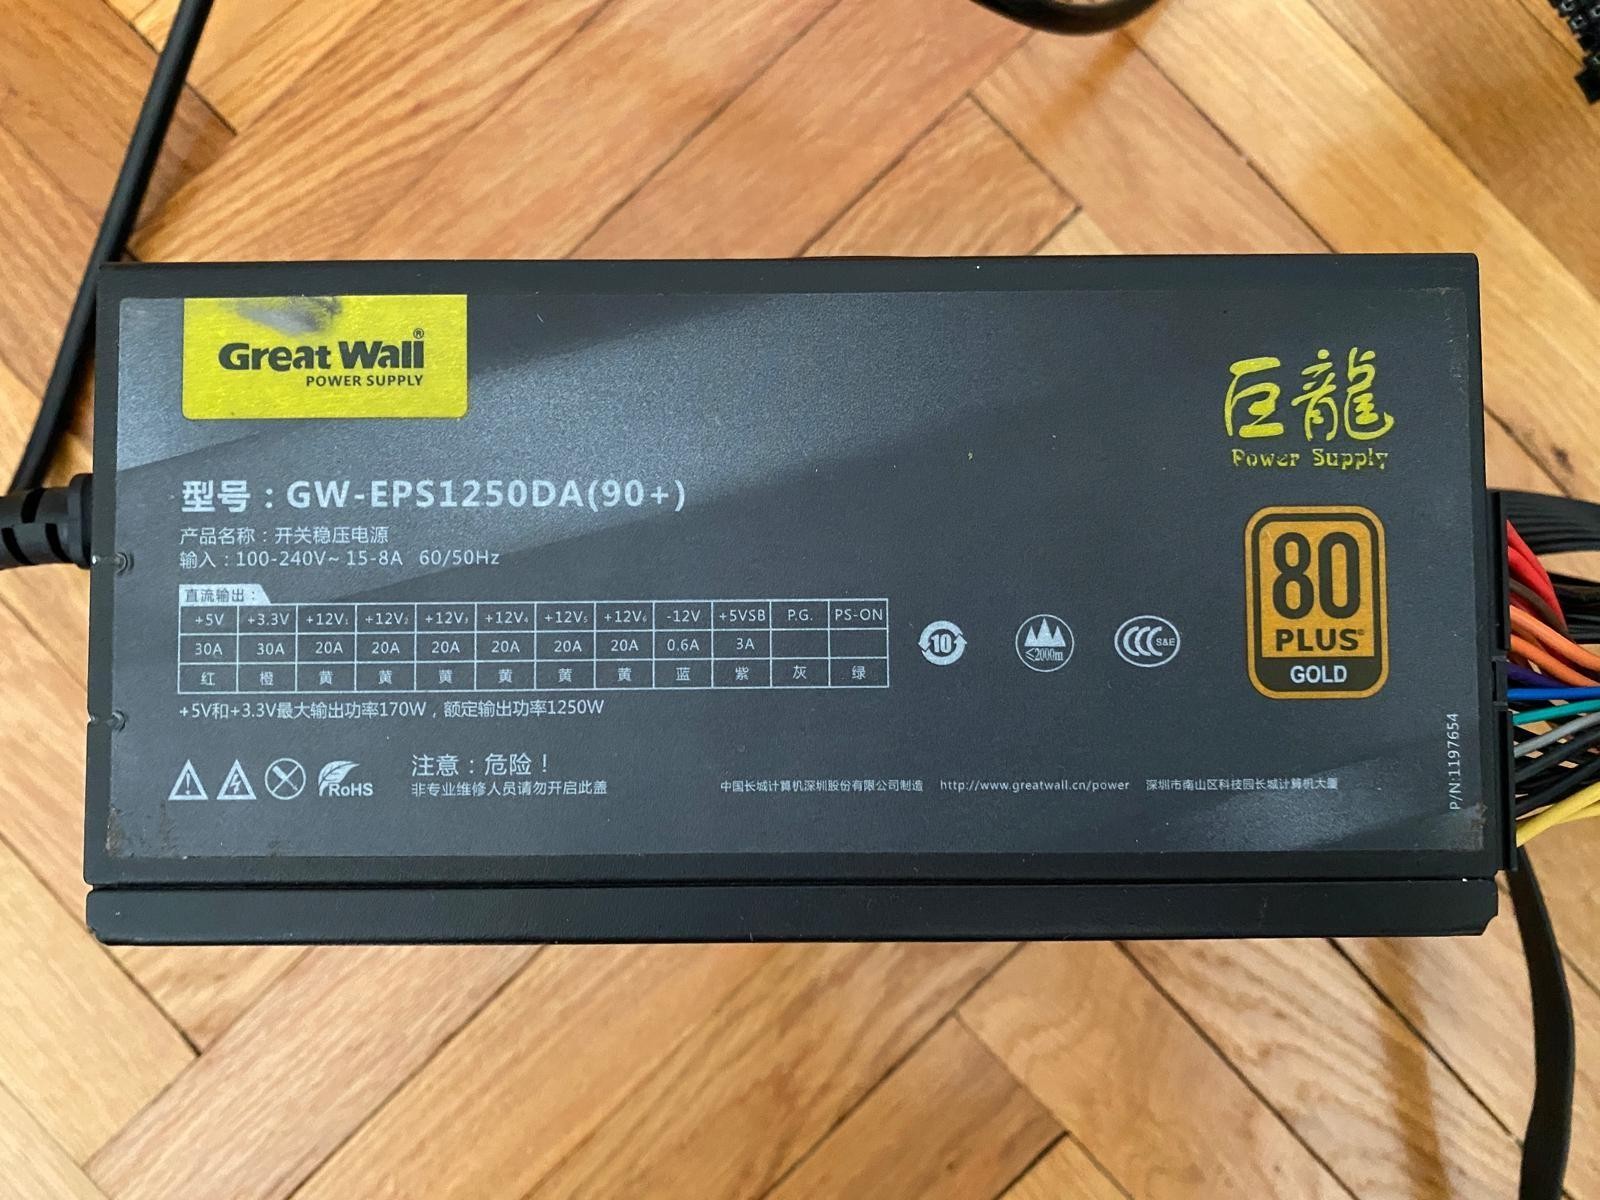 Great Wall®
POWER SUPPLY
巨龍
Power Supply
型号：GW-EPS1250DA(90+)
产品名称：开关稳压电源
输入：100-240V~ 15-8A 60/50Hz
直流输出：
+5V +3.3V +12V1 +12V2 +12V3 +12V4 +12V5 +12V6 -12V +5VSB P.G. PS-ON
30A 30A 20A 20A 20A 20A 20A 20A 0.6A 3A
红 橙 黄 黄 黄 黄 黄 黄 蓝 紫 灰 绿
+5V和+3.3V最大输出功率170W，额定输出功率1250W
10
≤2000m
CCC S&E
80
PLUS®
GOLD
RoHS
注意：危险！
非专业维修人员请勿开启此盖
中国长城计算机深圳股份有限公司制造 http://www.greatwall.cn/power 深圳市南山区科技园长城计算机大厦
P/N:1197654